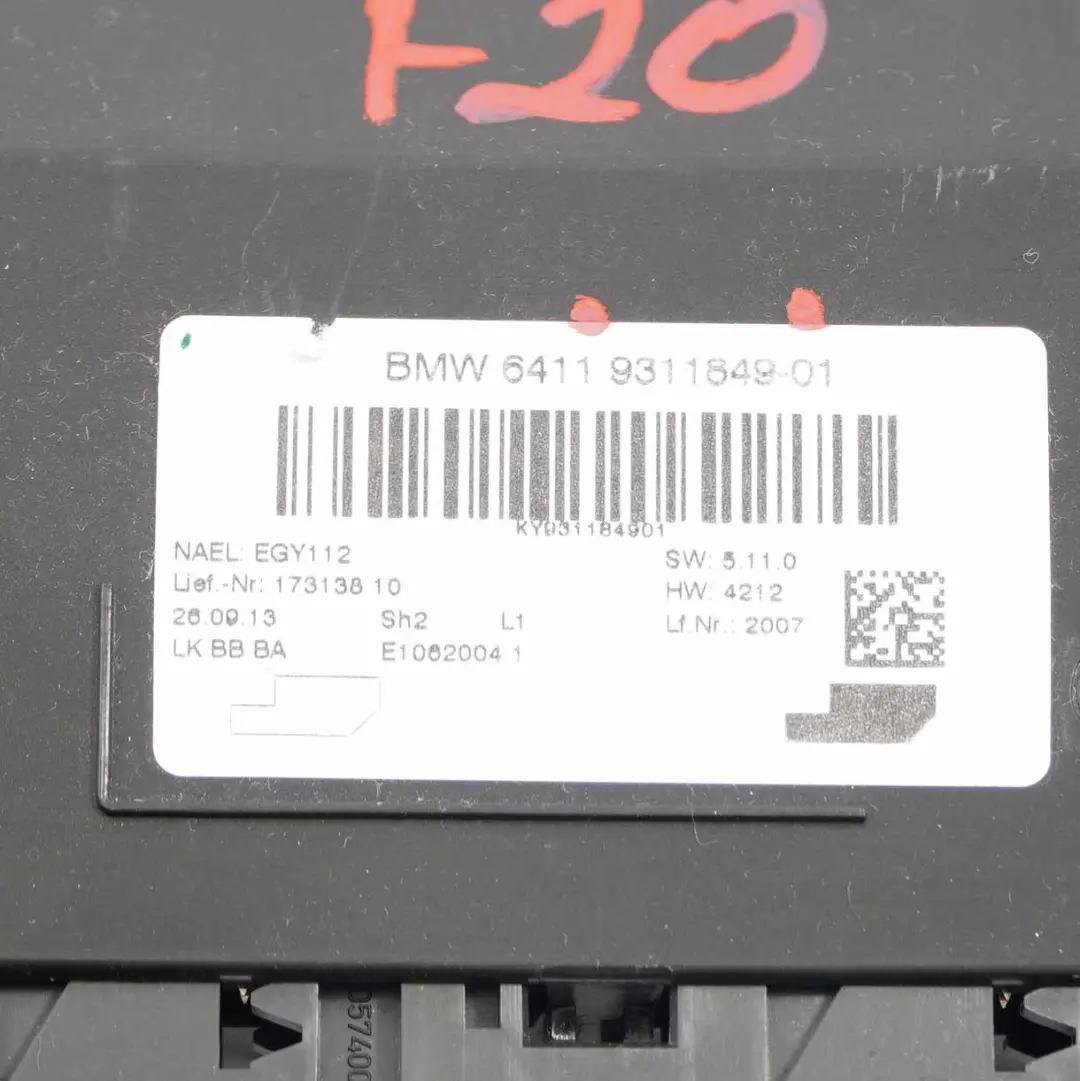 F20
BMW 6411 9311849-01
KY931184901
NAEL: EGY112
SW: 5.11.0
Lief.-Nr: 173138 10
HW: 4212
26.09.13 Sh2 L1
Lf.Nr.: 2007
LK BB BA E1062004 1